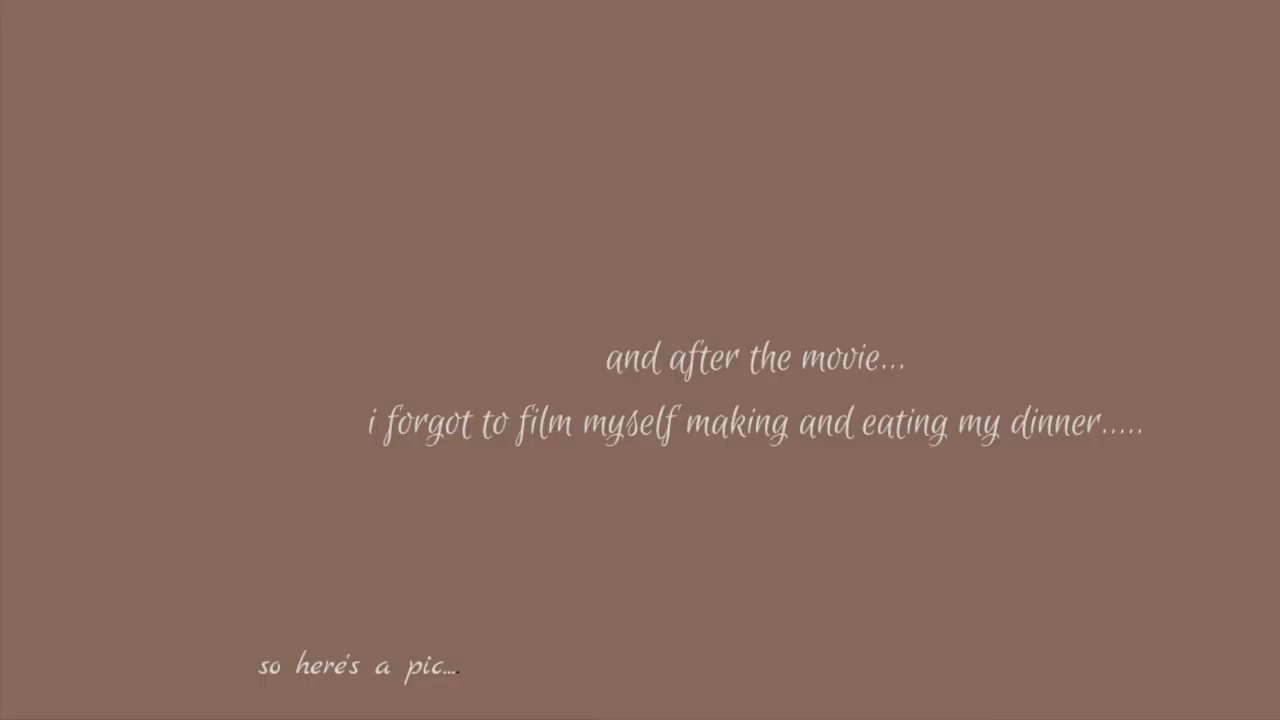 and after the movie...
i forgot to film myself making and eating my dinner.....
so here's a pic....